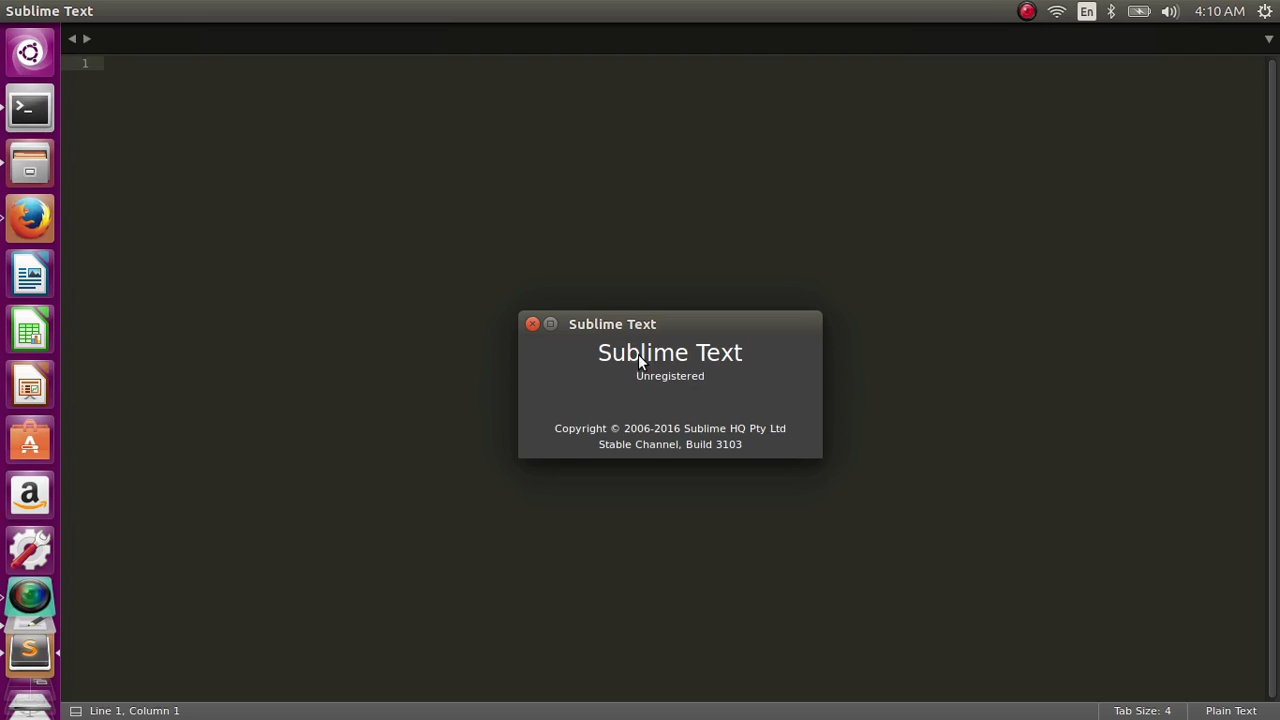 Sublime Text
En
4:10 AM
1
Sublime Text
Sublime Text
Unregistered
Copyright © 2006-2016 Sublime HQ Pty Ltd
Stable Channel, Build 3103
Line 1, Column 1
Tab Size: 4
Plain Text